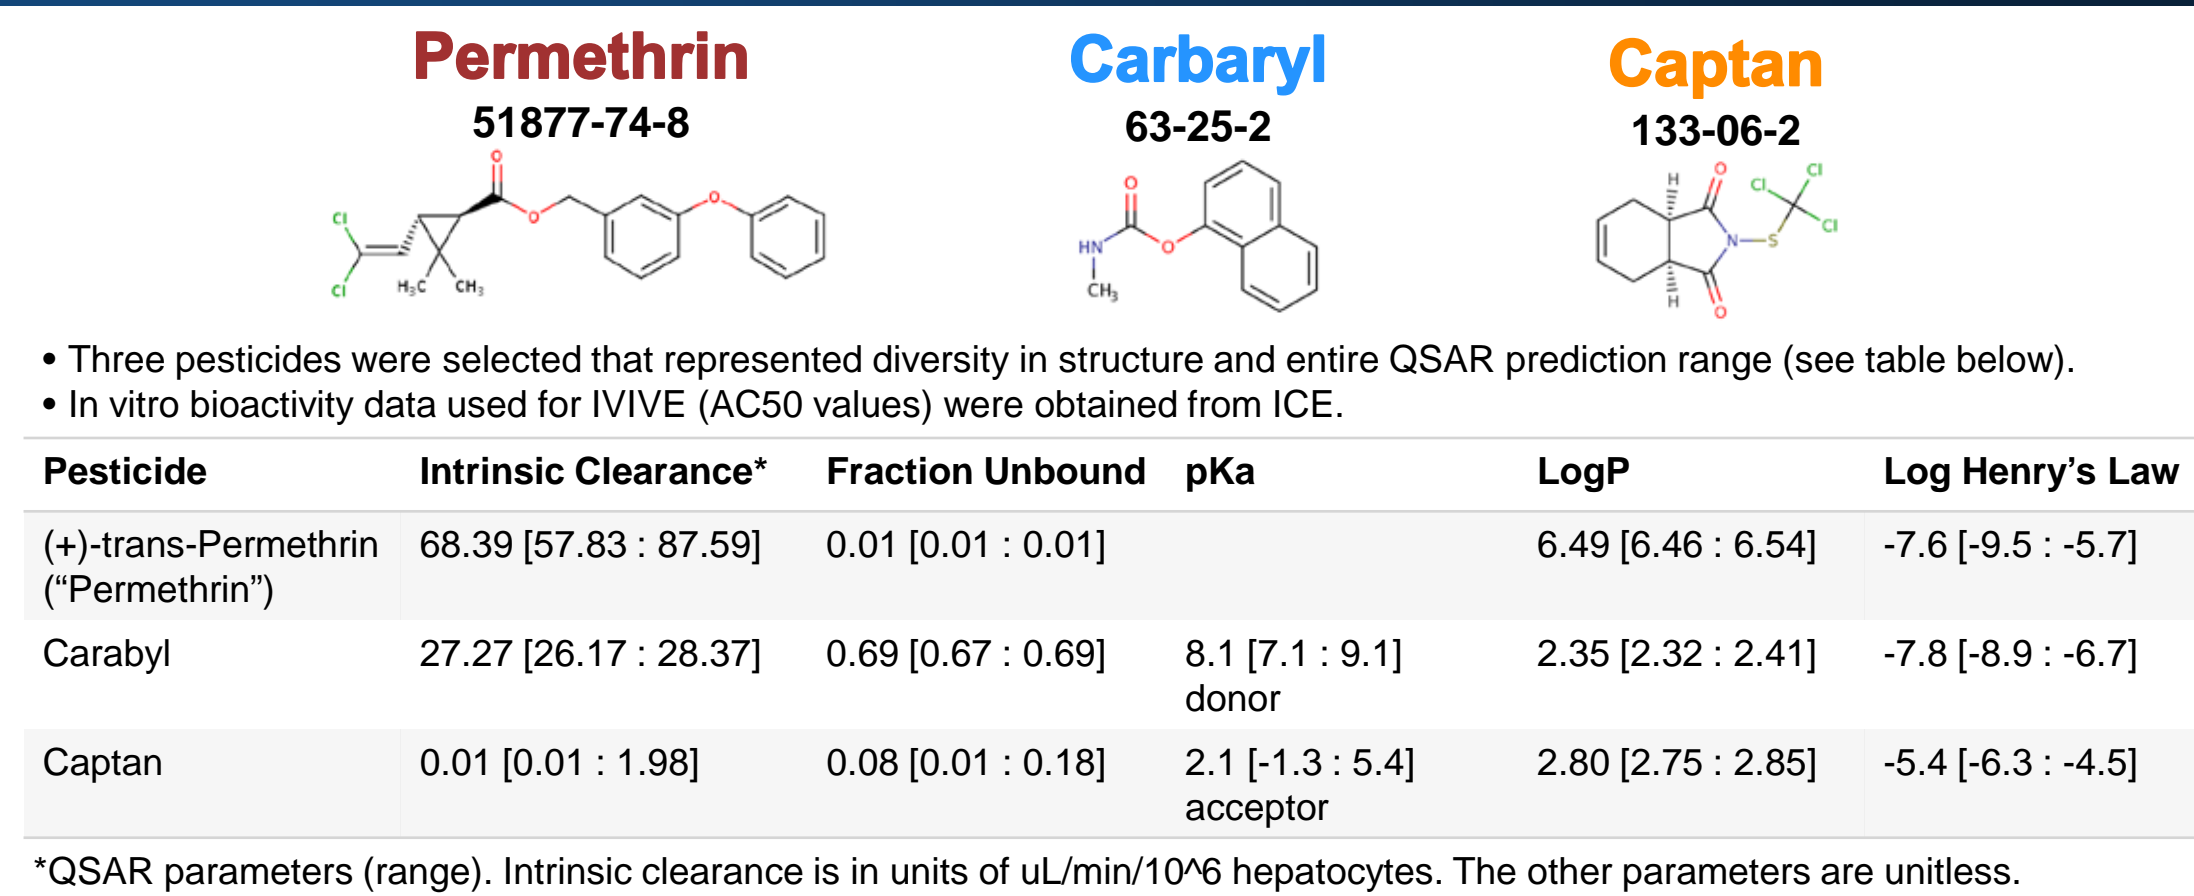 Permethrin
51877-74-8
Carbaryl
63-25-2
Captan
133-06-2
O
O
O
Cl
Cl
H₃C
CH₃
O
HN
O
CH₃
H
O
Cl
Cl
Cl
N
S
H
O
• Three pesticides were selected that represented diversity in structure and entire QSAR prediction range (see table below).
• In vitro bioactivity data used for IVIVE (AC50 values) were obtained from ICE.
Pesticide Intrinsic Clearance* Fraction Unbound pKa LogP Log Henry’s Law
(+)-trans-Permethrin 68.39 [57.83 : 87.59] 0.01 [0.01 : 0.01] 6.49 [6.46 : 6.54] -7.6 [-9.5 : -5.7]
(“Permethrin”)
Carabyl 27.27 [26.17 : 28.37] 0.69 [0.67 : 0.69] 8.1 [7.1 : 9.1] 2.35 [2.32 : 2.41] -7.8 [-8.9 : -6.7]
donor
Captan 0.01 [0.01 : 1.98] 0.08 [0.01 : 0.18] 2.1 [-1.3 : 5.4] 2.80 [2.75 : 2.85] -5.4 [-6.3 : -4.5]
acceptor
*QSAR parameters (range). Intrinsic clearance is in units of uL/min/10^6 hepatocytes. The other parameters are unitless.